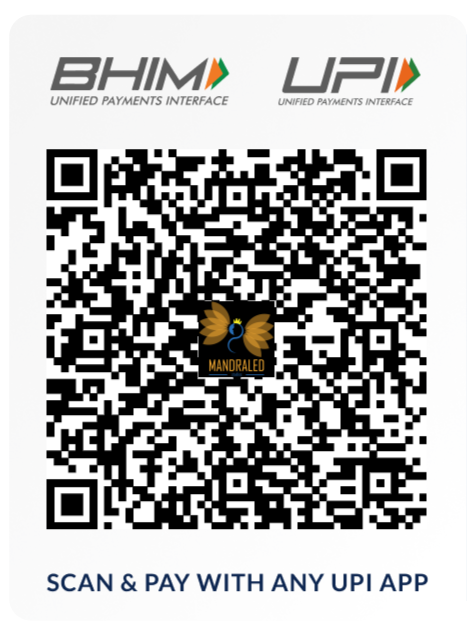 BHIM UPI
UNIFIED PAYMENTS INTERFACE UNIFIED PAYMENTS INTERFACE
MANDRALED
SCAN & PAY WITH ANY UPI APP